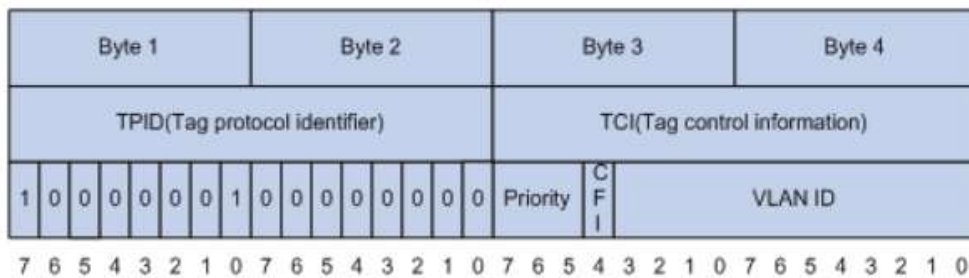 Byte 1 Byte 2 Byte 3 Byte 4
TPID(Tag protocol identifier) TCI(Tag control information)
1 0 0 0 0 0 0 1 0 0 0 0 0 0 0 0 Priority CFI VLAN ID
7 6 5 4 3 2 1 0 7 6 5 4 3 2 1 0 7 6 5 4 3 2 1 0 7 6 5 4 3 2 1 0